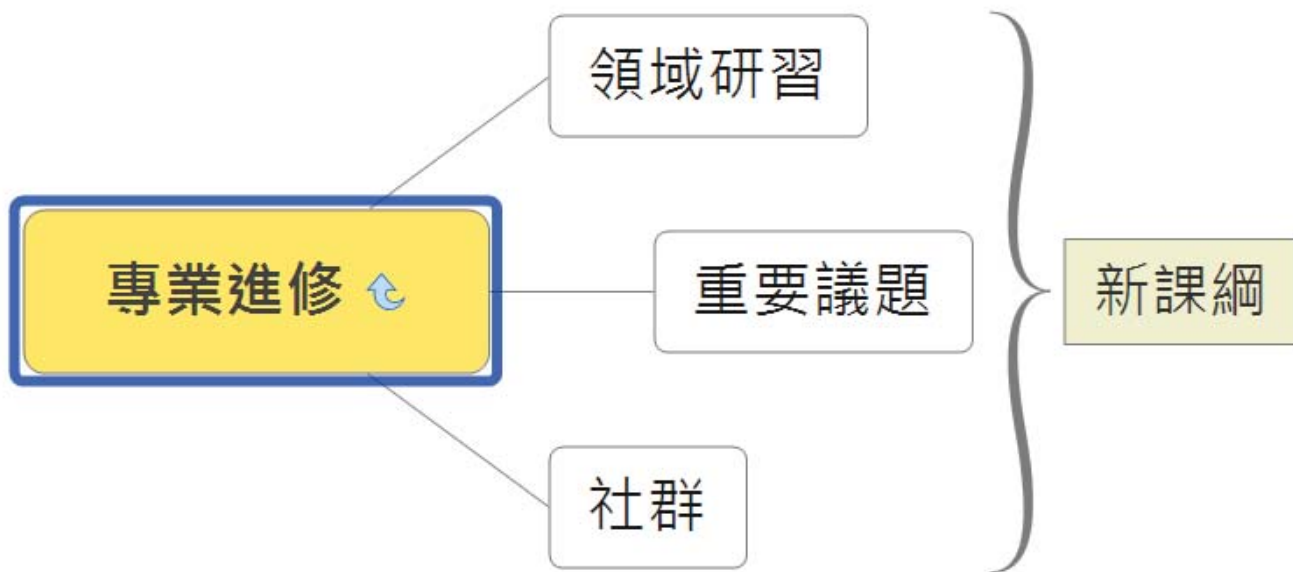 領域研習
專業進修
重要議題
新課綱
社群